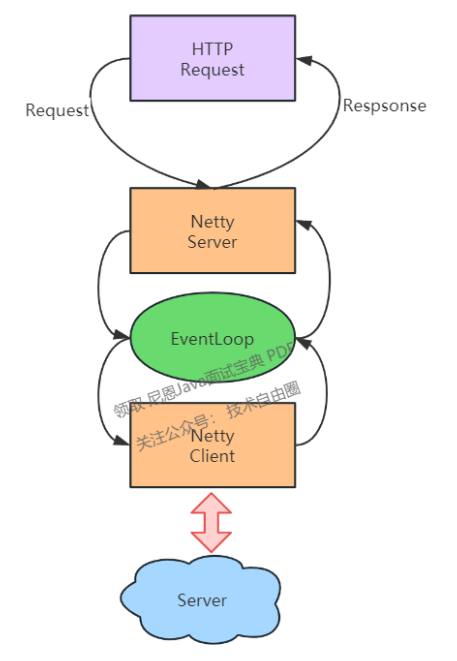 HTTP
Request
Request
Respsonse
Netty
Server
EventLoop
领取 尼恩Java面试宝典 PDF
关注公众号： 技术自由圈
Netty
Client
Server